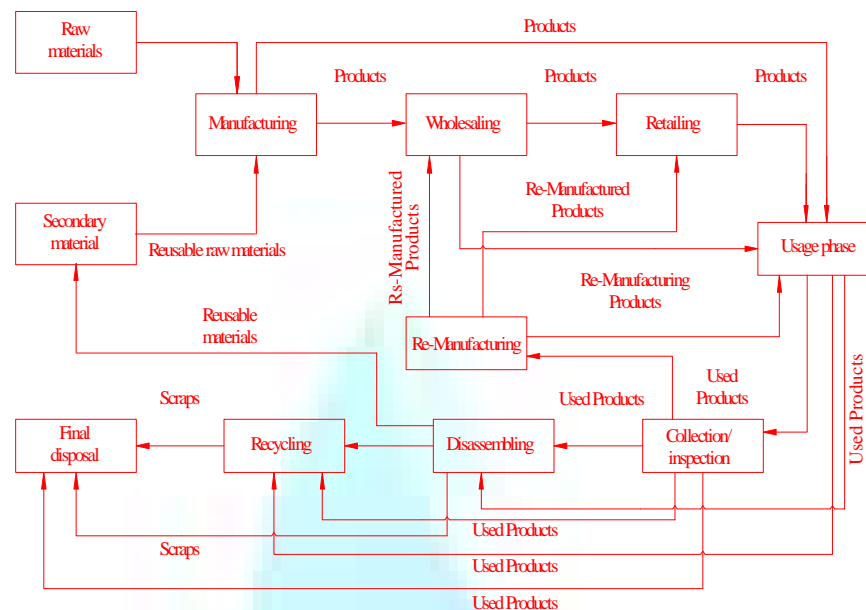 Raw
materials
Products
Products
Products
Products
Manufacturing
Wholesaling
Retailing
Re-Manufactured
Products
Rs-Manufactured
Products
Secondary
material
Reusable raw materials
Usage phase
Re-Manufacturing
Products
Reusable
materials
Re-Manufacturing
Used
Products
Used Products
Scraps
Used Products
Final
disposal
Recycling
Disassembling
Collection/
inspection
Used Products
Scraps
Used Products
Used Products